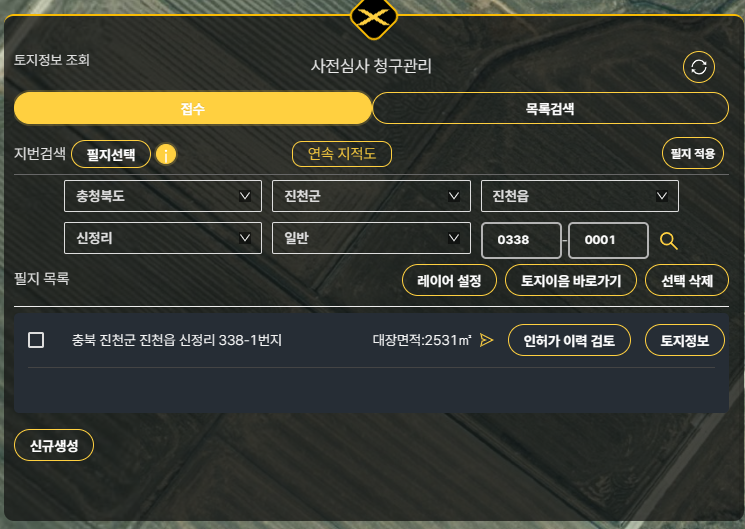 토지정보 조회
사전심사 청구관리
접수 목록검색
지번검색 필지선택 i 연속 지적도 필지 적용
충청북도 진천군 진천읍
신정리 일반 0338 - 0001
필지 목록 레이어 설정 토지이음 바로가기 선택 삭제
충북 진천군 진천읍 신정리 338-1번지 대장면적:2531㎡ 인허가 이력 검토 토지정보
신규생성